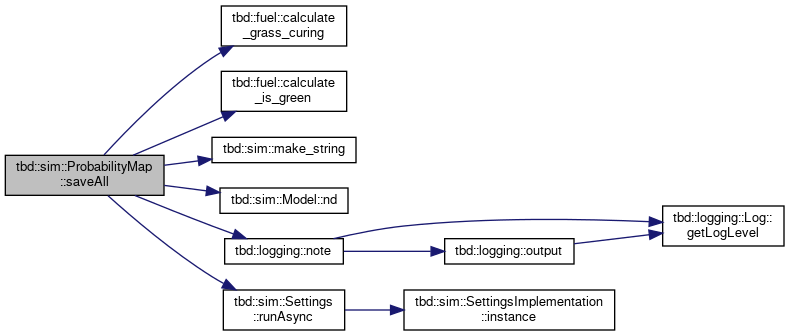 tbd::fuel::calculate
_grass_curing
tbd::fuel::calculate
_is_green
tbd::sim::ProbabilityMap
::saveAll
tbd::sim::make_string
tbd::sim::Model::nd
tbd::logging::note
tbd::logging::output
tbd::logging::Log::
getLogLevel
tbd::sim::Settings
::runAsync
tbd::sim::SettingsImplementation
::instance